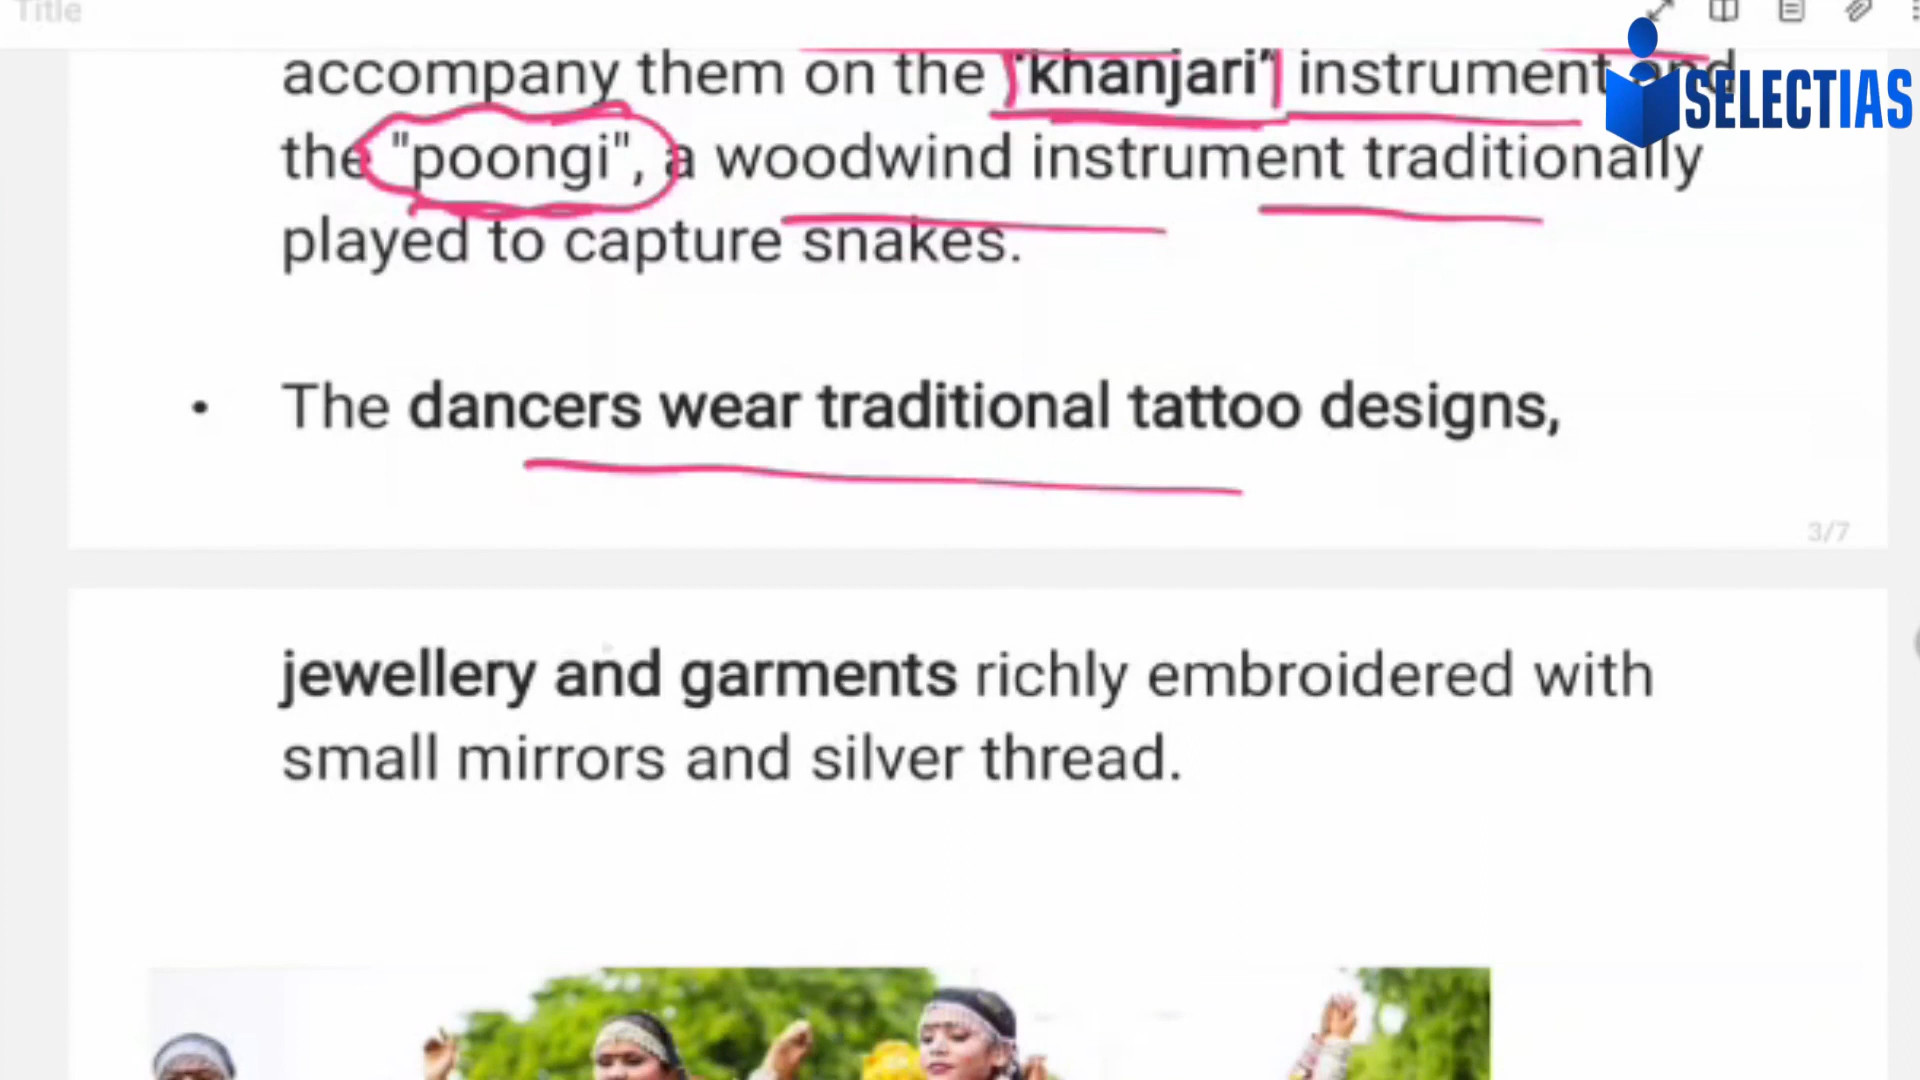 Title
SELECTIAS
accompany them on the "khanjari" instrument and
the "poongi", a woodwind instrument traditionally
played to capture snakes.
• The dancers wear traditional tattoo designs,
3/7
jewellery and garments richly embroidered with
small mirrors and silver thread.